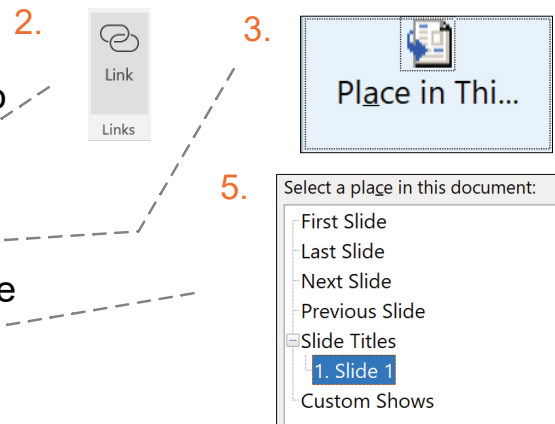 2.
Link
Links
3.
Place in Thi...
5.
Select a place in this document:
First Slide
Last Slide
Next Slide
Previous Slide
Slide Titles
1. Slide 1
Custom Shows